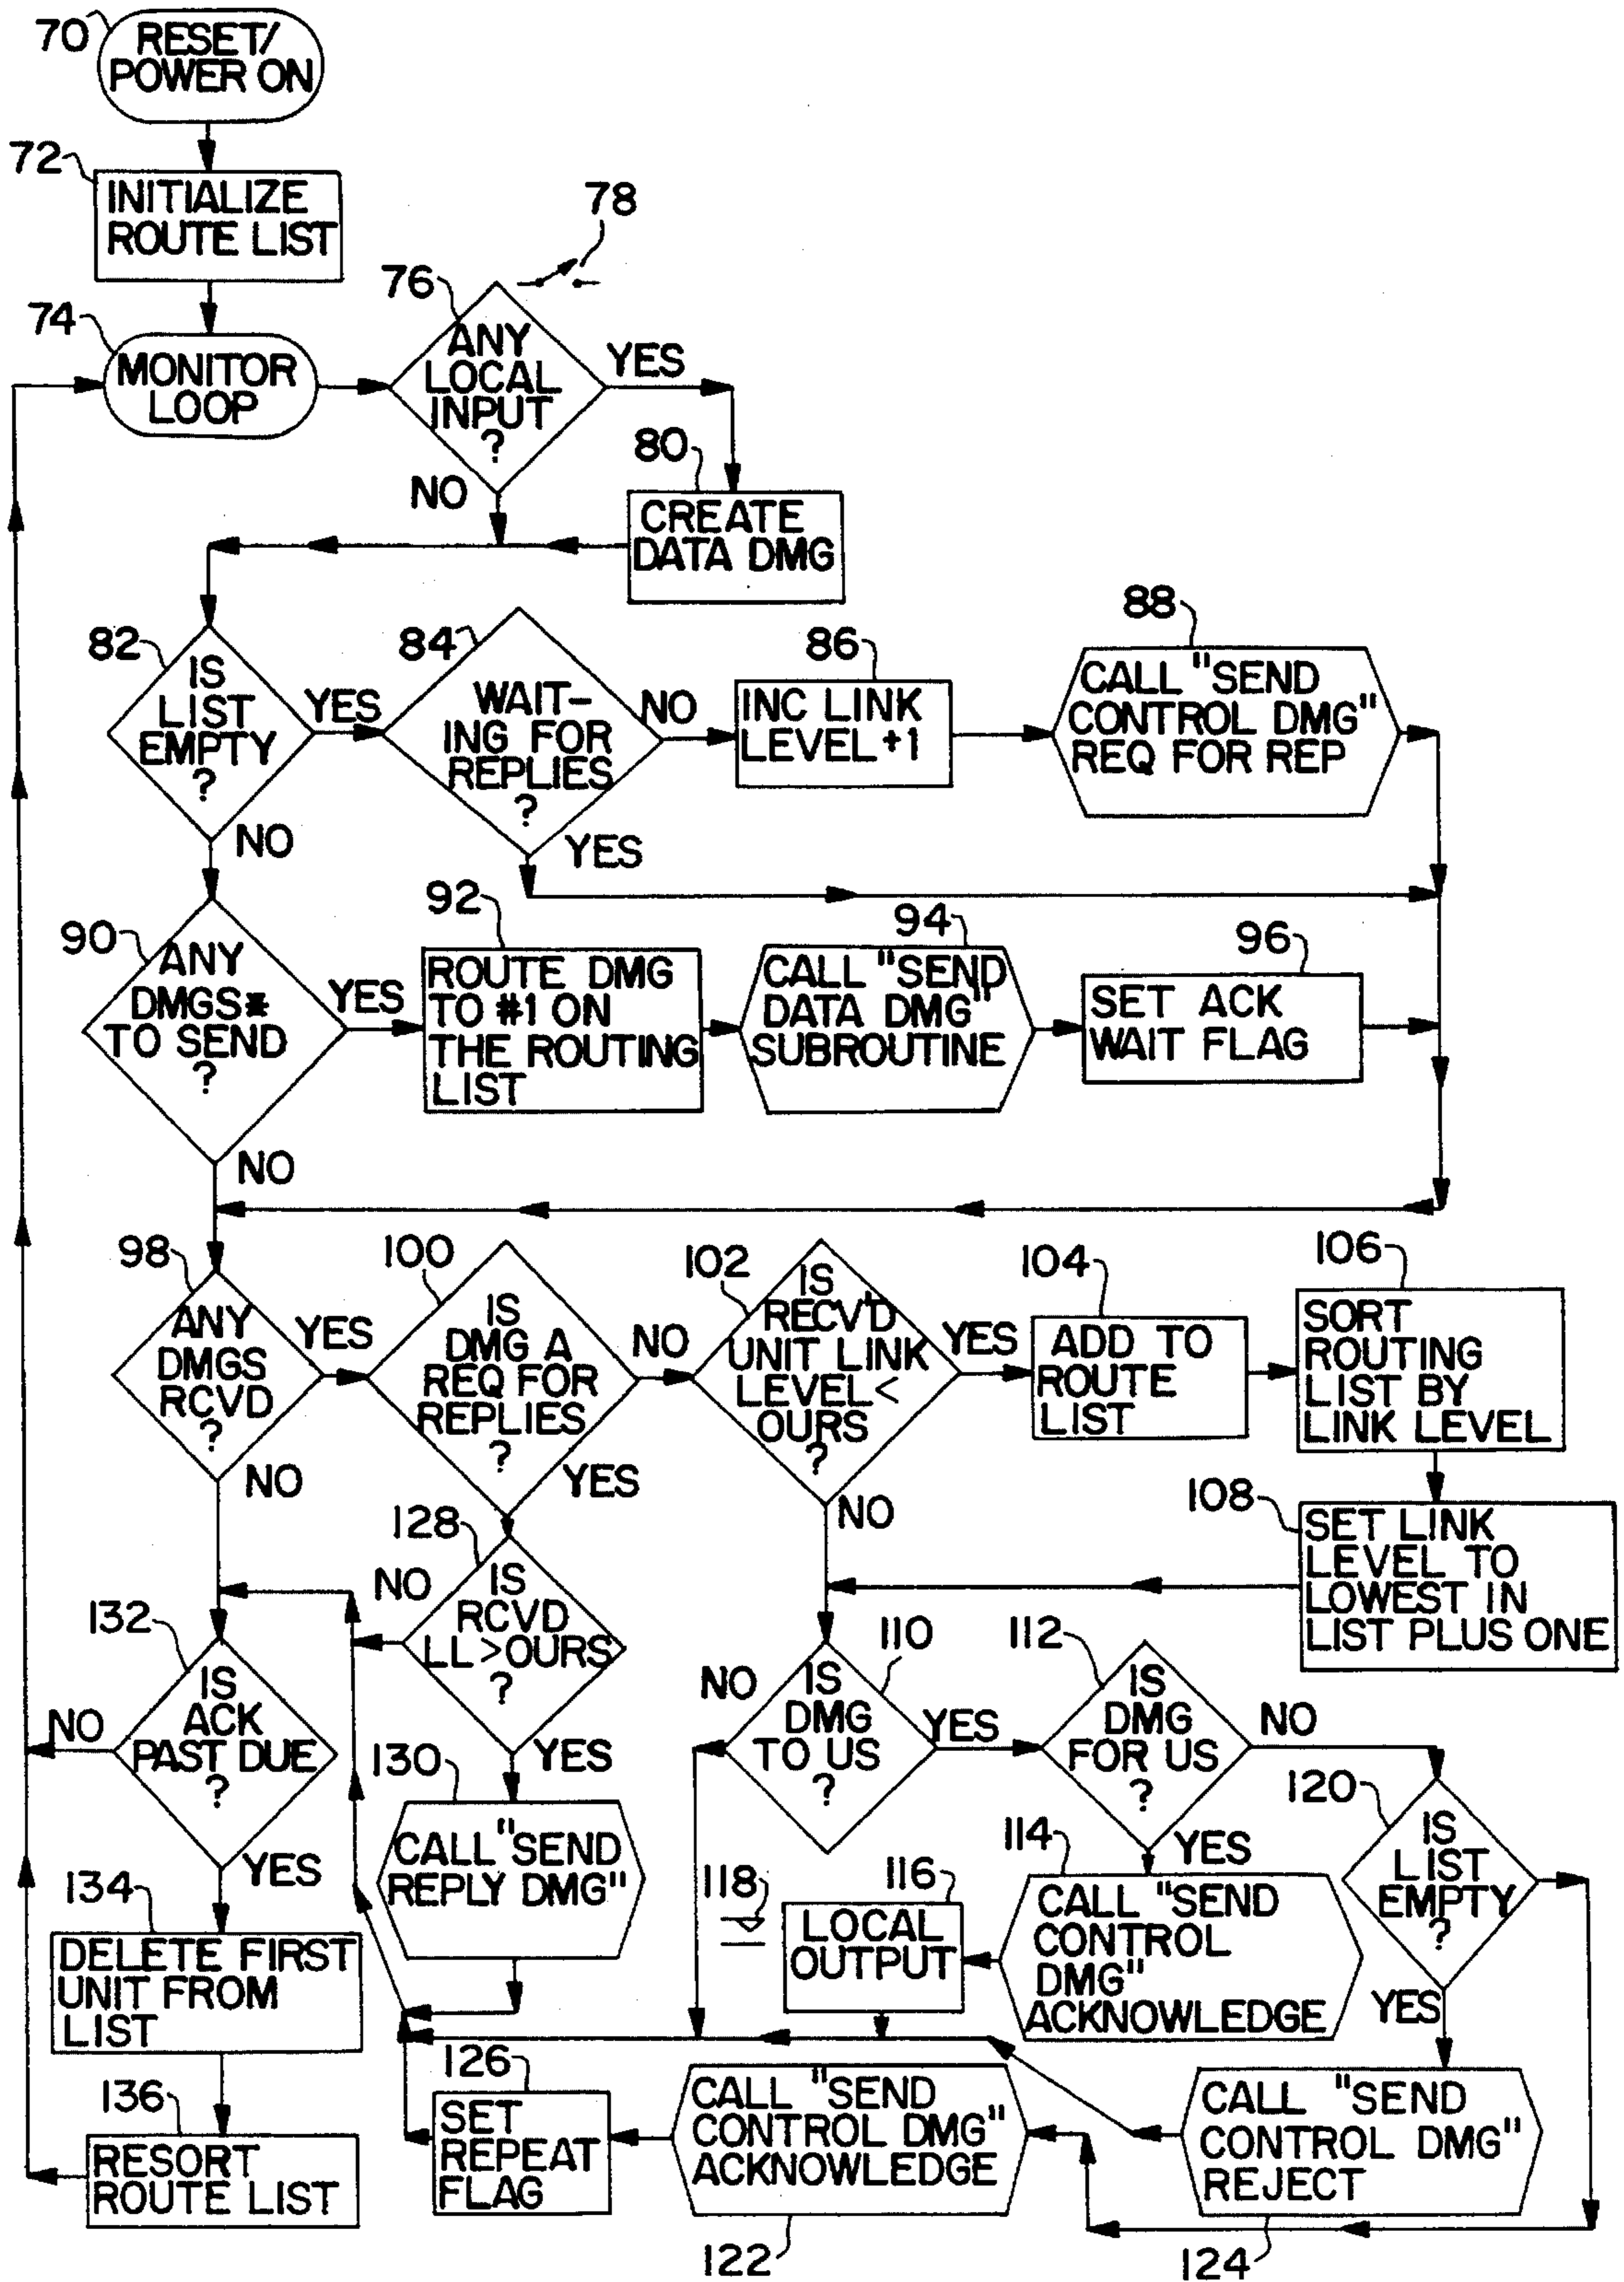 70
RESET/
POWER ON
72
INITIALIZE
ROUTE LIST
74
MONITOR
LOOP
76
78
ANY
LOCAL
INPUT
?
YES
NO
80
CREATE
DATA DMG
82
IS
LIST
EMPTY
?
YES
NO
84
WAIT-
ING FOR
REPLIES
?
NO
YES
86
INC LINK
LEVEL +1
88
CALL "SEND
CONTROL DMG"
REQ FOR REP
90
ANY
DMGS*
TO SEND
?
YES
NO
92
ROUTE DMG
TO #1 ON
THE ROUTING
LIST
94
CALL "SEND
DATA DMG"
SUBROUTINE
96
SET ACK
WAIT FLAG
98
ANY
DMGS
RCVD
?
YES
NO
100
IS
DMG A
REQ FOR
REPLIES
?
NO
YES
102
IS
RECV'D
UNIT LINK
LEVEL<
OURS
?
YES
NO
104
ADD TO
ROUTE
LIST
106
SORT
ROUTING
LIST BY
LINK LEVEL
108
SET LINK
LEVEL TO
LOWEST IN
LIST PLUS ONE
128
IS
RCVD
LL>OURS
?
NO
YES
130
CALL "SEND
REPLY DMG"
132
IS
ACK
PAST DUE
?
NO
YES
134
DELETE FIRST
UNIT FROM
LIST
136
RESORT
ROUTE LIST
110
IS
DMG
TO US
?
NO
YES
112
IS
DMG
FOR US
?
NO
YES
114
CALL "SEND
CONTROL
DMG"
ACKNOWLEDGE
116
LOCAL
OUTPUT
118
120
IS
LIST
EMPTY
?
YES
126
SET
REPEAT
FLAG
CALL "SEND
CONTROL DMG"
ACKNOWLEDGE
122
CALL "SEND
CONTROL DMG"
REJECT
124